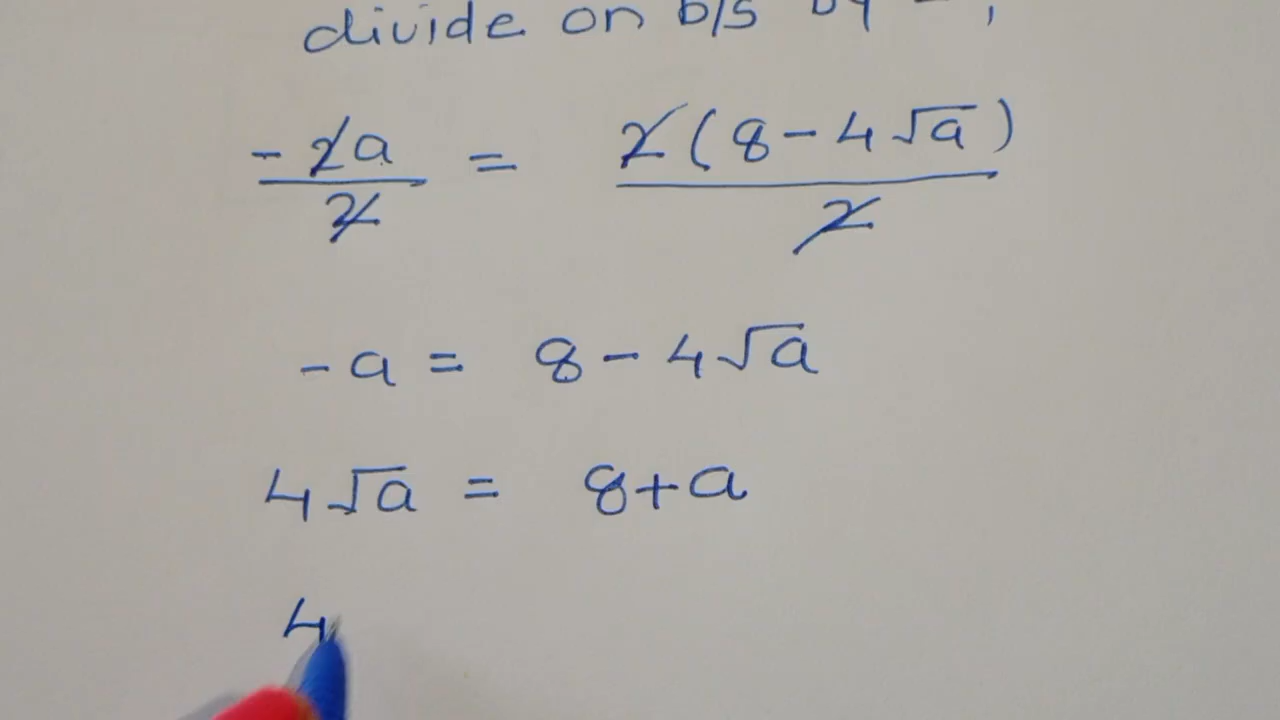 divide on b/s by
-2a/2 = 2(8-4√a)/2
-a = 8-4√a
4√a = 8+a
4